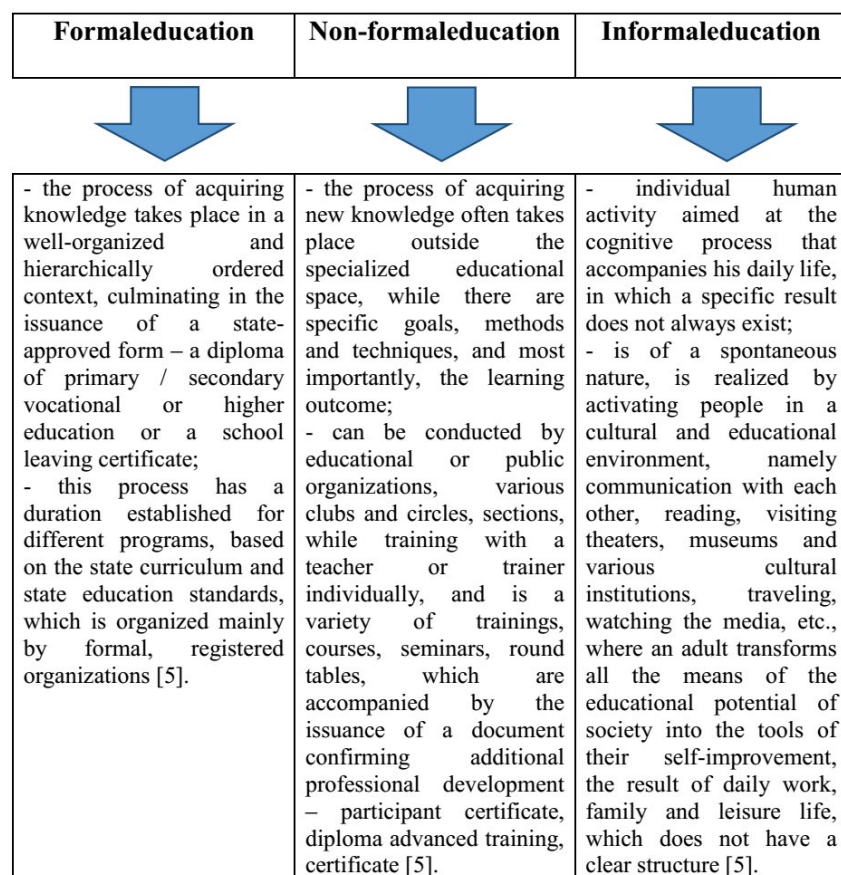 Formaleducation
Non-formaleducation
Informaleducation
- the process of acquiring
knowledge takes place in a
well-organized and
hierarchically ordered
context, culminating in the
issuance of a state-
approved form – a diploma
of primary / secondary
vocational or higher
education or a school
leaving certificate;
- this process has a
duration established for
different programs, based
on the state curriculum and
state education standards,
which is organized mainly
by formal, registered
organizations [5].
- the process of acquiring
new knowledge often takes
place outside the
specialized educational
space, while there are
specific goals, methods
and techniques, and most
importantly, the learning
outcome;
- can be conducted by
educational or public
organizations, various
clubs and circles, sections,
while training with a
teacher or trainer
individually, and is a
variety of trainings,
courses, seminars, round
tables, which are
accompanied by the
issuance of a document
confirming additional
professional development
– participant certificate,
diploma advanced training,
certificate [5].
- individual human
activity aimed at the
cognitive process that
accompanies his daily life,
in which a specific result
does not always exist;
- is of a spontaneous
nature, is realized by
activating people in a
cultural and educational
environment, namely
communication with each
other, reading, visiting
theaters, museums and
various cultural
institutions, traveling,
watching the media, etc.,
where an adult transforms
all the means of the
educational potential of
society into the tools of
their self-improvement,
the result of daily work,
family and leisure life,
which does not have a
clear structure [5].